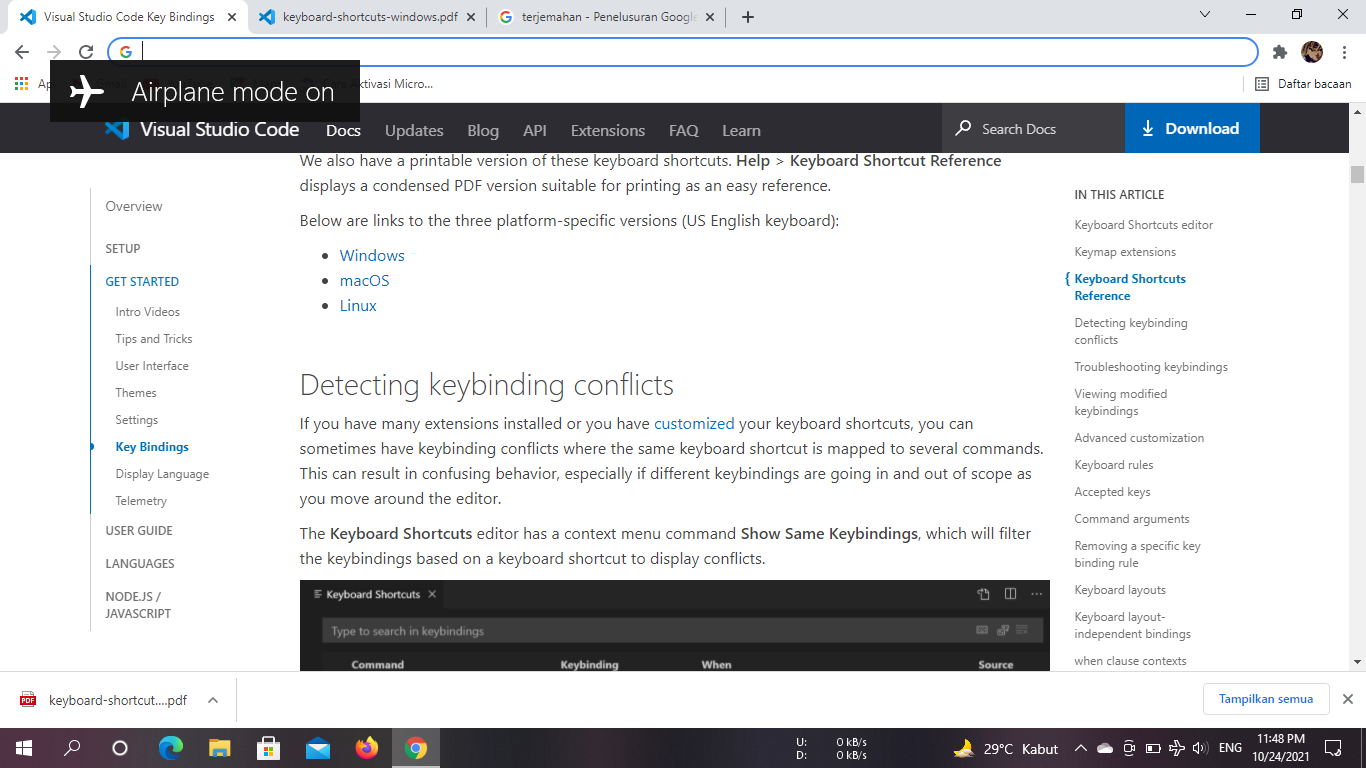 Visual Studio Code Key Bindings
keyboard-shortcuts-windows.pdf
terjemahan - Penelusuran Google
Airplane mode on
ktivasi Micro...
Daftar bacaan
Visual Studio Code
Docs
Updates
Blog
API
Extensions
FAQ
Learn
Search Docs
Download
Overview
SETUP
GET STARTED
Intro Videos
Tips and Tricks
User Interface
Themes
Settings
Key Bindings
Display Language
Telemetry
USER GUIDE
LANGUAGES
NODE.JS /
JAVASCRIPT
We also have a printable version of these keyboard shortcuts. Help > Keyboard Shortcut Reference
displays a condensed PDF version suitable for printing as an easy reference.
Below are links to the three platform-specific versions (US English keyboard):
Windows
macOS
Linux
Detecting keybinding conflicts
If you have many extensions installed or you have customized your keyboard shortcuts, you can
sometimes have keybinding conflicts where the same keyboard shortcut is mapped to several commands.
This can result in confusing behavior, especially if different keybindings are going in and out of scope as
you move around the editor.
The Keyboard Shortcuts editor has a context menu command Show Same Keybindings, which will filter
the keybindings based on a keyboard shortcut to display conflicts.
Keyboard Shortcuts
Type to search in keybindings
Command Keybinding When Source
IN THIS ARTICLE
Keyboard Shortcuts editor
Keymap extensions
{ Keyboard Shortcuts
Reference
Detecting keybinding
conflicts
Troubleshooting keybindings
Viewing modified
keybindings
Advanced customization
Keyboard rules
Accepted keys
Command arguments
Removing a specific key
binding rule
Keyboard layouts
Keyboard layout-
independent bindings
when clause contexts
PDF
keyboard-shortcut....pdf
Tampilkan semua
U: 0 kB/s
D: 0 kB/s
29°C Kabut
ENG
11:48 PM
10/24/2021